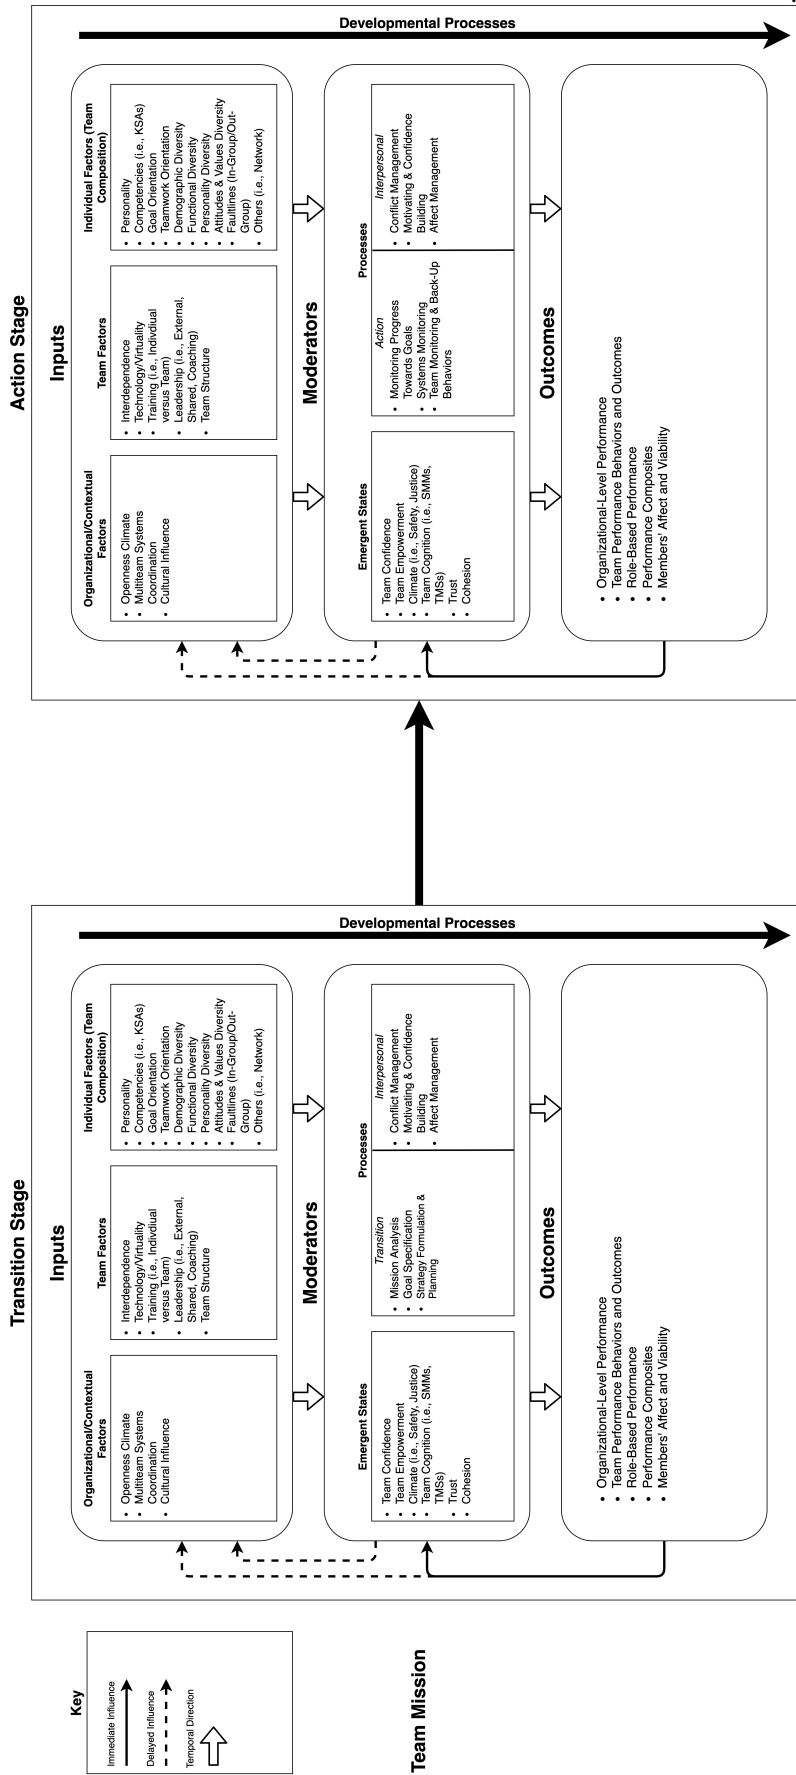 Key
Immediate Influence
Delayed Influence
Temporal Direction
Team Mission
Transition Stage
Inputs
Organizational/Contextual
Factors
• Openness Climate
• Multiteam Systems
Coordination
• Cultural Influence
Team Factors
• Interdependence
• Technology/Virtuality
• Training (i.e., Indivdiual
versus Team)
• Leadership (i.e., External,
Shared, Coaching)
• Team Structure
Individual Factors (Team
Composition)
• Personality
• Competencies (i.e., KSAs)
• Goal Orientation
• Teamwork Orientation
• Demographic Diversity
• Functional Diversity
• Personality Diversity
• Attitudes & Values Diversity
• Faultlines (In-Group/Out-
Group)
• Others (i.e., Network)
Moderators
Emergent States
• Team Confidence
• Team Empowerment
• Climate (i.e., Safety, Justice)
• Team Cognition (i.e., SMMs,
TMSs)
• Trust
• Cohesion
Processes
Transition
• Mission Analysis
• Goal Specification
• Strategy Formulation &
Planning
Interpersonal
• Conflict Management
• Motivating & Confidence
Building
• Affect Management
Outcomes
• Organizational-Level Performance
• Team Performance Behaviors and Outcomes
• Role-Based Performance
• Performance Composites
• Members' Affect and Viability
Developmental Processes
Action Stage
Inputs
Organizational/Contextual
Factors
• Openness Climate
• Multiteam Systems
Coordination
• Cultural Influence
Team Factors
• Interdependence
• Technology/Virtuality
• Training (i.e., Indivdiual
versus Team)
• Leadership (i.e., External,
Shared, Coaching)
• Team Structure
Individual Factors (Team
Composition)
• Personality
• Competencies (i.e., KSAs)
• Goal Orientation
• Teamwork Orientation
• Demographic Diversity
• Functional Diversity
• Personality Diversity
• Attitudes & Values Diversity
• Faultlines (In-Group/Out-
Group)
• Others (i.e., Network)
Moderators
Emergent States
• Team Confidence
• Team Empowerment
• Climate (i.e., Safety, Justice)
• Team Cognition (i.e., SMMs,
TMSs)
• Trust
• Cohesion
Processes
Action
• Monitoring Progress
Towards Goals
• Systems Monitoring
• Team Monitoring & Back-Up
Behaviors
Interpersonal
• Conflict Management
• Motivating & Confidence
Building
• Affect Management
Outcomes
• Organizational-Level Performance
• Team Performance Behaviors and Outcomes
• Role-Based Performance
• Performance Composites
• Members' Affect and Viability
Developmental Processes